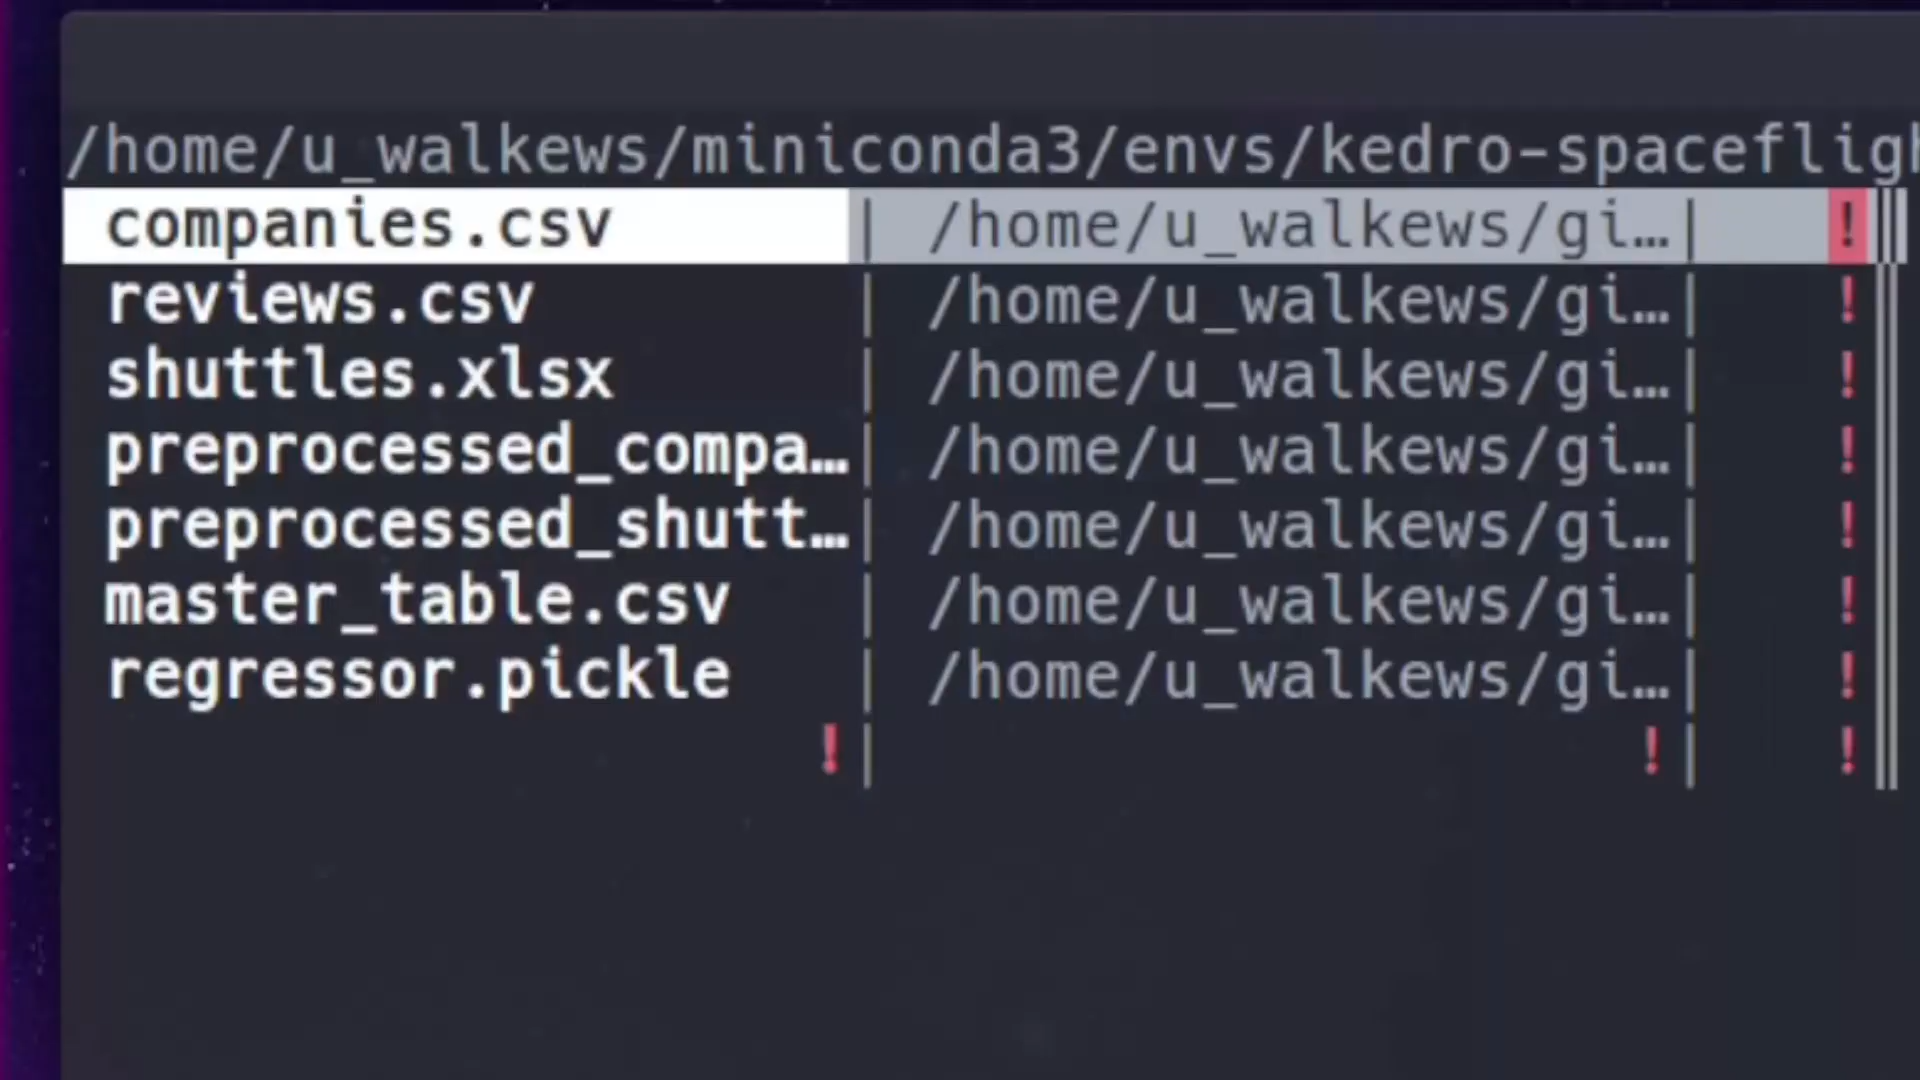 /home/u_walkews/miniconda3/envs/kedro-spacefligh
companies.csv | /home/u_walkews/gi…| !║
reviews.csv | /home/u_walkews/gi…| !║
shuttles.xlsx | /home/u_walkews/gi…| !║
preprocessed_compa…| /home/u_walkews/gi…| !║
preprocessed_shutt…| /home/u_walkews/gi…| !║
master_table.csv | /home/u_walkews/gi…| !║
regressor.pickle | /home/u_walkews/gi…| !║
!| !| !║